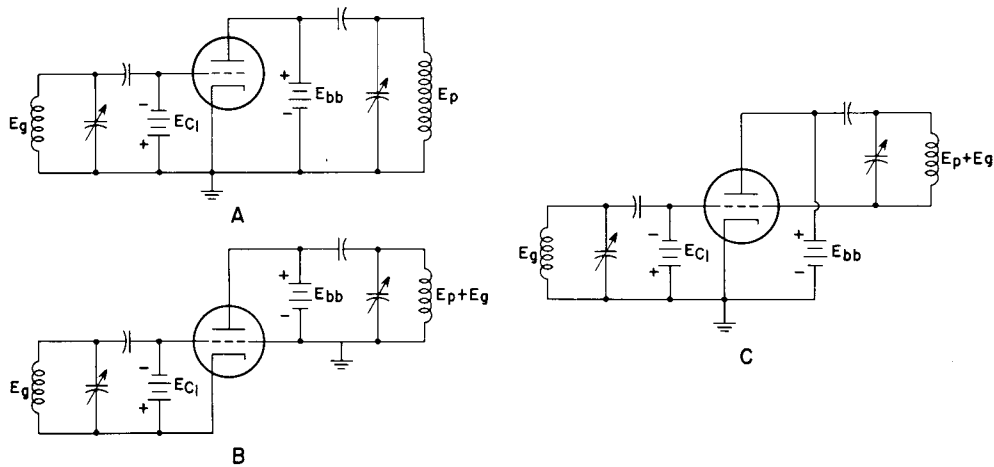 Eg
+
-
-
+
Ec1
Ebb
Ep
A
Eg
-
+
Ec1
+
-
Ebb
Ep+Eg
B
Eg
-
+
Ec1
+
-
Ebb
Ep+Eg
C